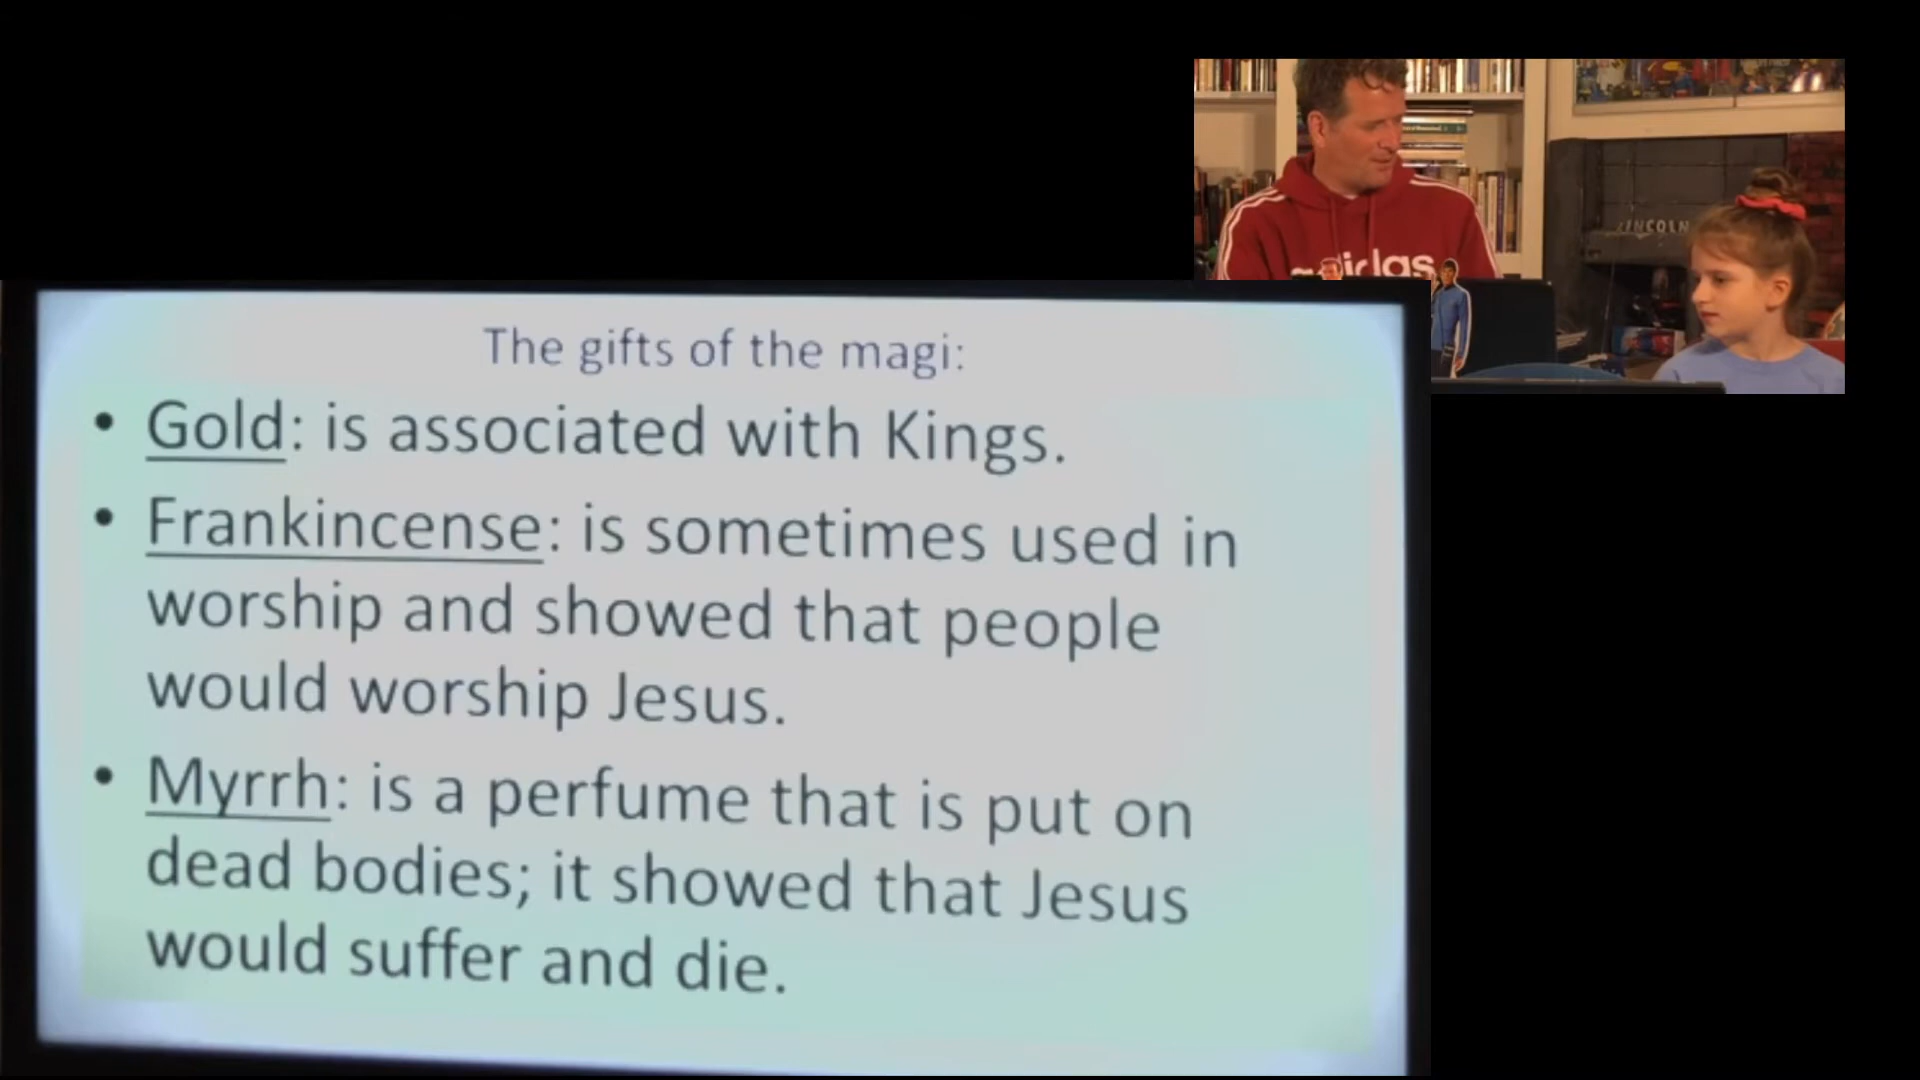 The gifts of the magi:
• Gold: is associated with Kings.
• Frankincense: is sometimes used in
worship and showed that people
would worship Jesus.
• Myrrh: is a perfume that is put on
dead bodies; it showed that Jesus
would suffer and die.
adidas
LINCOLN